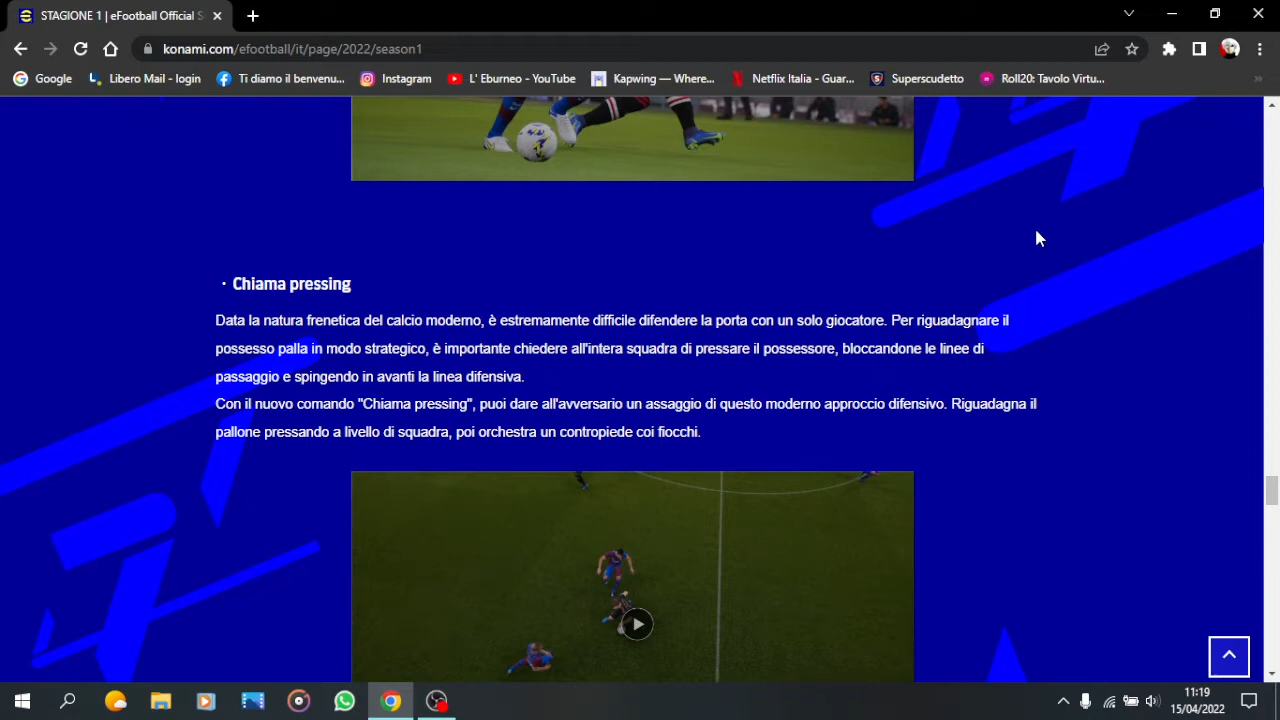 STAGIONE 1 | eFootball Official S
konami.com/efootball/it/page/2022/season1
Google Libero Mail - login Ti diamo il benvenu... Instagram L' Eburneo - YouTube Kapwing — Where... Netflix Italia - Guar... Superscudetto Roll20: Tavolo Virtu...
· Chiama pressing
Data la natura frenetica del calcio moderno, è estremamente difficile difendere la porta con un solo giocatore. Per riguadagnare il
possesso palla in modo strategico, è importante chiedere all'intera squadra di pressare il possessore, bloccandone le linee di
passaggio e spingendo in avanti la linea difensiva.
Con il nuovo comando "Chiama pressing", puoi dare all'avversario un assaggio di questo moderno approccio difensivo. Riguadagna il
pallone pressando a livello di squadra, poi orchestra un contropiede coi fiocchi.
11:19
15/04/2022